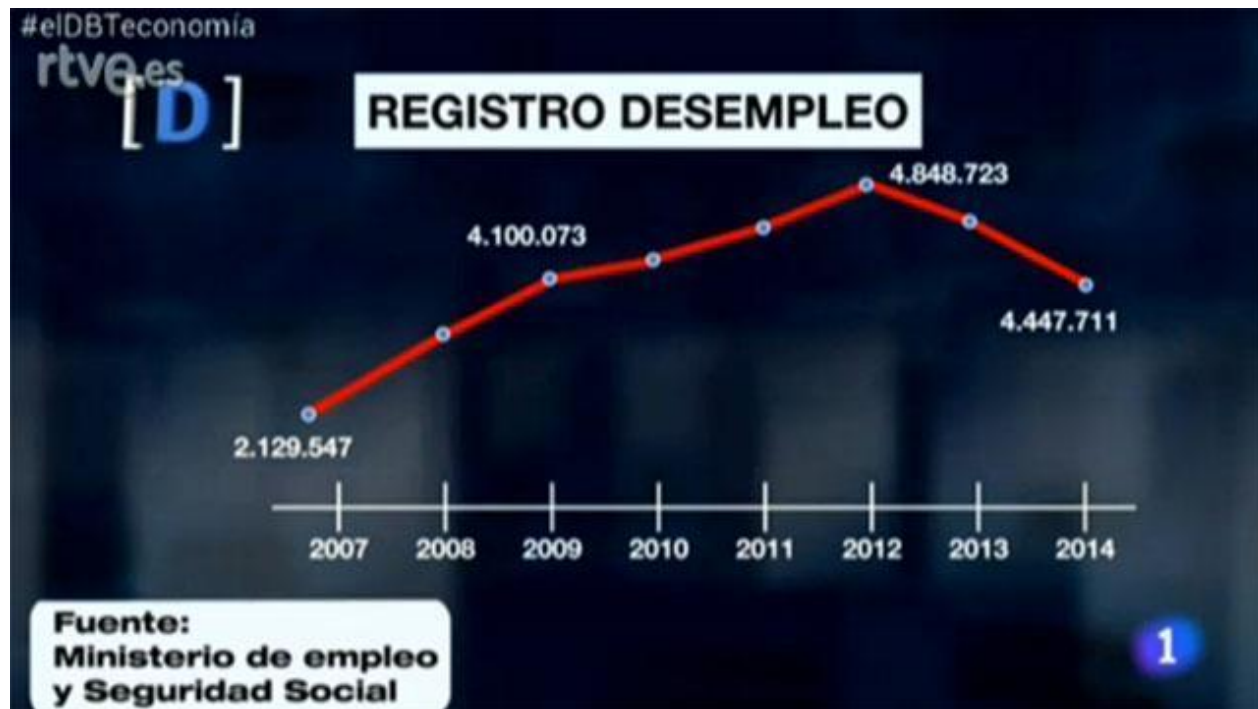 #elDBTeconomía
rtve.es
[D]
REGISTRO DESEMPLEO
4.848.723
4.100.073
4.447.711
2.129.547
2007 2008 2009 2010 2011 2012 2013 2014
Fuente:
Ministerio de empleo
y Seguridad Social
1